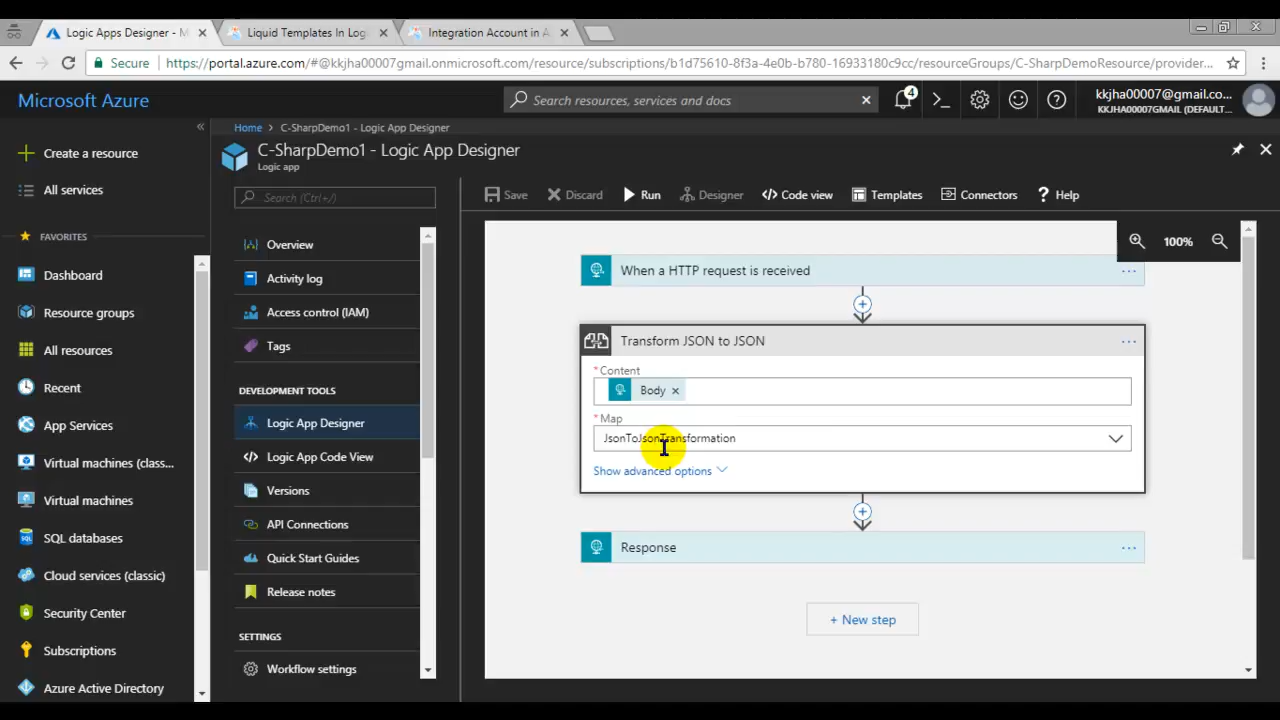 Logic Apps Designer - M
Liquid Templates In Logi
Integration Account in A
Secure
https://portal.azure.com/#@kkjha00007gmail.onmicrosoft.com/resource/subscriptions/b1d75610-8f3a-4e0b-b780-16933180c9cc/resourceGroups/C-SharpDemoResource/provider...
Microsoft Azure
Search resources, services and docs
4
kkjha00007@gmail.co...
KKJHA00007GMAIL (DEFAULT...
Home > C-SharpDemo1 - Logic App Designer
C-SharpDemo1 - Logic App Designer
Logic app
Create a resource
All services
FAVORITES
Dashboard
Resource groups
All resources
Recent
App Services
Virtual machines (class...
Virtual machines
SQL databases
Cloud services (classic)
Security Center
Subscriptions
Azure Active Directory
Search (Ctrl+/)
Overview
Activity log
Access control (IAM)
Tags
DEVELOPMENT TOOLS
Logic App Designer
Logic App Code View
Versions
API Connections
Quick Start Guides
Release notes
SETTINGS
Workflow settings
Save Discard Run Designer </> Code view Templates Connectors ? Help
100%
When a HTTP request is received
Transform JSON to JSON
* Content
Body ×
* Map
JsonToJsonTransformation
Show advanced options
Response
+ New step